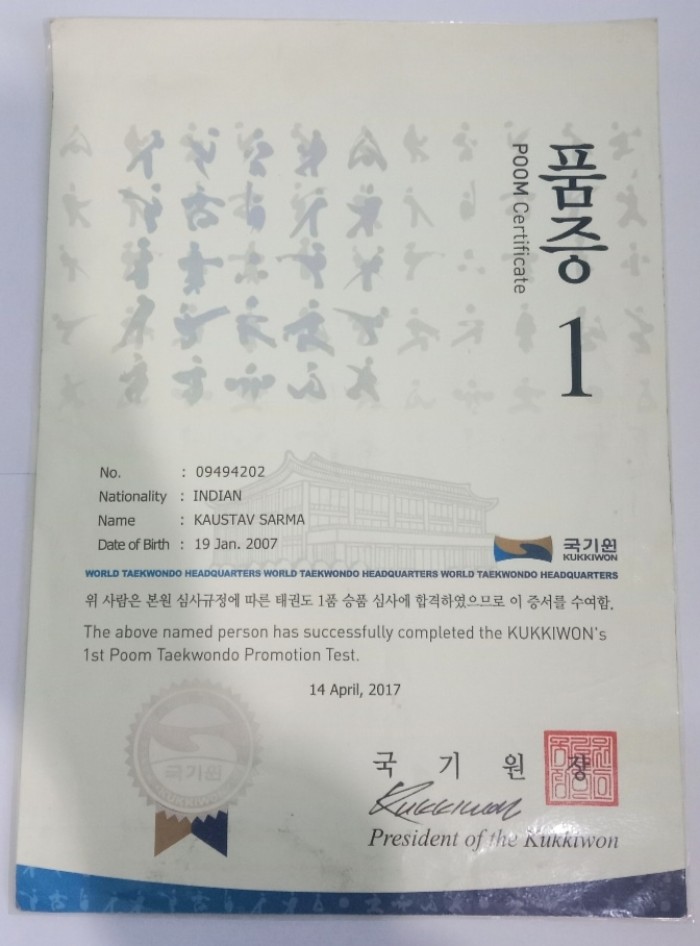 품증
POOM Certificate
1
No. : 09494202
Nationality : INDIAN
Name : KAUSTAV SARMA
Date of Birth : 19 Jan. 2007
국기원
KUKKIWON
WORLD TAEKWONDO HEADQUARTERS WORLD TAEKWONDO HEADQUARTERS WORLD TAEKWONDO HEADQUARTERS
위 사람은 본원 심사규정에 따른 태권도 1품 승품 심사에 합격하였으므로 이 증서를 수여함.
The above named person has successfully completed the KUKKIWON's
1st Poom Taekwondo Promotion Test.
14 April, 2017
국기원
KUKKIWON
국 기 원 장
Kukkiwon
President of the Kukkiwon